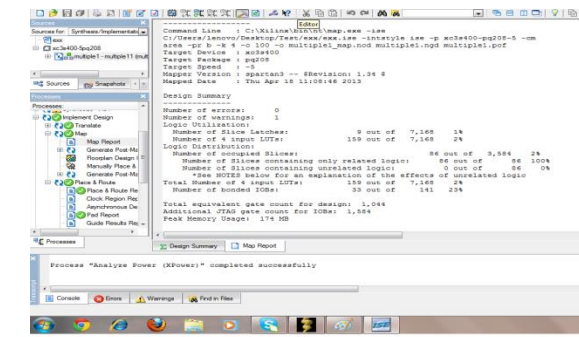 Sources
Sources for: Synthesis/Implementatic
exx
xc3s400-5pq208
multiple1 - multiple11 (mult
Sources
Snapshots
Processes
Processes:
Implement Design
Translate
Map
Map Report
Generate Post-Ma
Floorplan Design
Manually Place &
Generate Post-Ma
Place & Route
Place & Route Re
Clock Region Rep
Asynchronous De
Pad Report
Guide Results Rep
Processes
Editor
Command Line : C:\Xilinx\bin\nt\map.exe -ise
C:/Users/lenovo/Desktop/Test/exx/exx.ise -intstyle ise -p xc3s400-pq208-5 -cm
area -pr b -k 4 -c 100 -o multiple1_map.ncd multiple1.ngd multiple1.pcf
Target Device : xc3s400
Target Package : pq208
Target Speed : -5
Mapper Version : spartan3 -- $Revision: 1.34 $
Mapped Date : Thu Apr 18 11:08:46 2013
Design Summary
Number of errors: 0
Number of warnings: 1
Logic Utilization:
Number of Slice Latches: 9 out of 7,168 1%
Number of 4 input LUTs: 159 out of 7,168 2%
Logic Distribution:
Number of occupied Slices: 86 out of 3,584 2%
Number of Slices containing only related logic: 86 out of 86 100%
Number of Slices containing unrelated logic: 0 out of 86 0%
*See NOTES below for an explanation of the effects of unrelated logic
Total Number of 4 input LUTs: 159 out of 7,168 2%
Number of bonded IOBs: 33 out of 141 23%
Total equivalent gate count for design: 1,044
Additional JTAG gate count for IOBs: 1,584
Peak Memory Usage: 174 MB
Design Summary
Map Report
Process "Analyze Power (XPower)" completed successfully
Console
Errors
Warnings
Find in Files
ISE